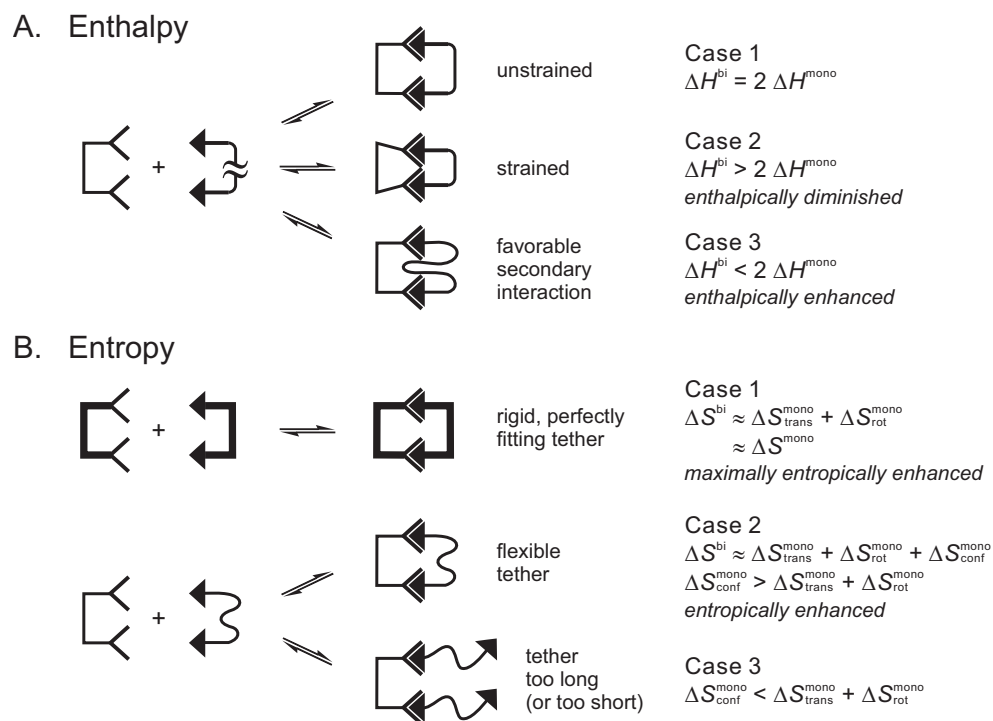 A. Enthalpy
+
unstrained
Case 1
ΔH^bi = 2 ΔH^mono
strained
Case 2
ΔH^bi > 2 ΔH^mono
enthalpically diminished
favorable
secondary
interaction
Case 3
ΔH^bi < 2 ΔH^mono
enthalpically enhanced
B. Entropy
+
rigid, perfectly
fitting tether
Case 1
ΔS^bi ≈ ΔS^mono_trans + ΔS^mono_rot
≈ ΔS^mono
maximally entropically enhanced
+
flexible
tether
Case 2
ΔS^bi ≈ ΔS^mono_trans + ΔS^mono_rot + ΔS^mono_conf
ΔS^mono_conf > ΔS^mono_trans + ΔS^mono_rot
entropically enhanced
tether
too long
(or too short)
Case 3
ΔS^mono_conf < ΔS^mono_trans + ΔS^mono_rot